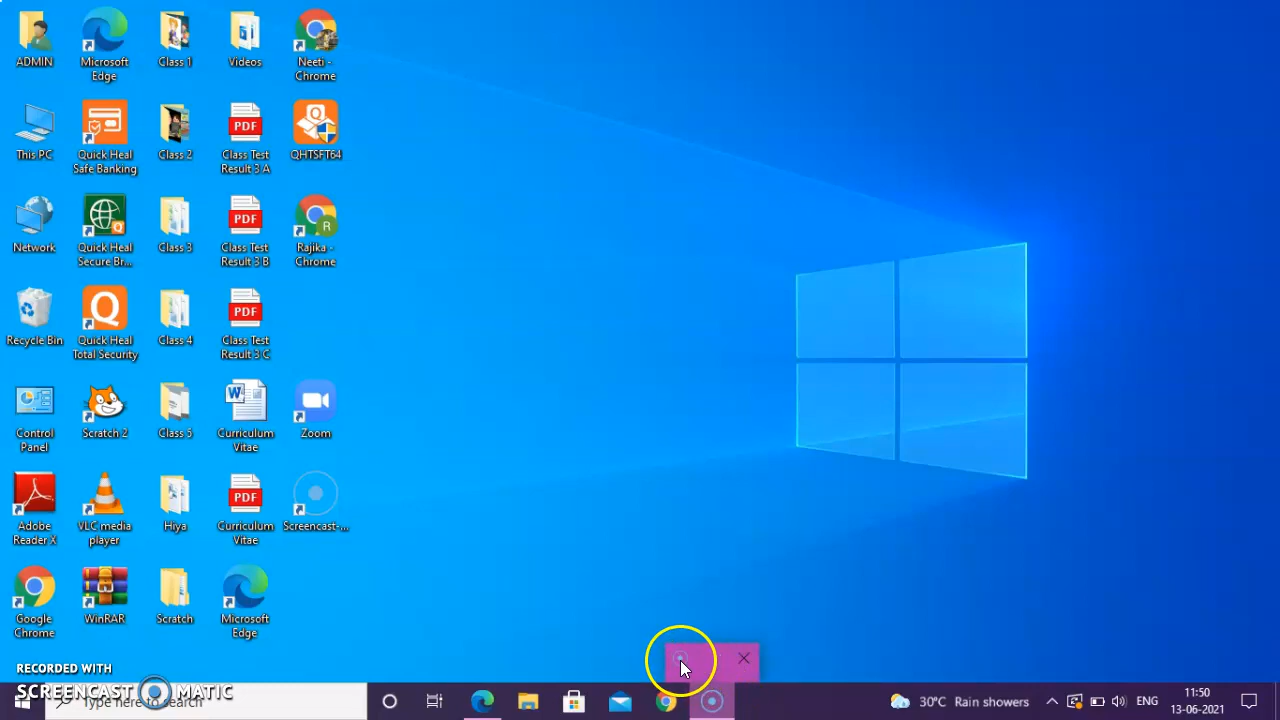 ADMIN
Microsoft
Edge
Class 1
Videos
Neeti -
Chrome
This PC
Quick Heal
Safe Banking
Class 2
PDF
Class Test
Result 3 A
QHTSFT64
Network
Quick Heal
Secure Br...
Class 3
PDF
Class Test
Result 3 B
R
Rajika -
Chrome
Recycle Bin
Quick Heal
Total Security
Class 4
PDF
Class Test
Result 3 C
Control
Panel
Scratch 2
Class 5
Curriculum
Vitae
Zoom
Adobe
Reader X
VLC media
player
Hiya
PDF
Curriculum
Vitae
Screencast-...
Google
Chrome
WinRAR
Scratch
Microsoft
Edge
RECORDED WITH
SCREENCAST MATIC
Type here to search
30°C Rain showers
ENG
11:50
13-06-2021